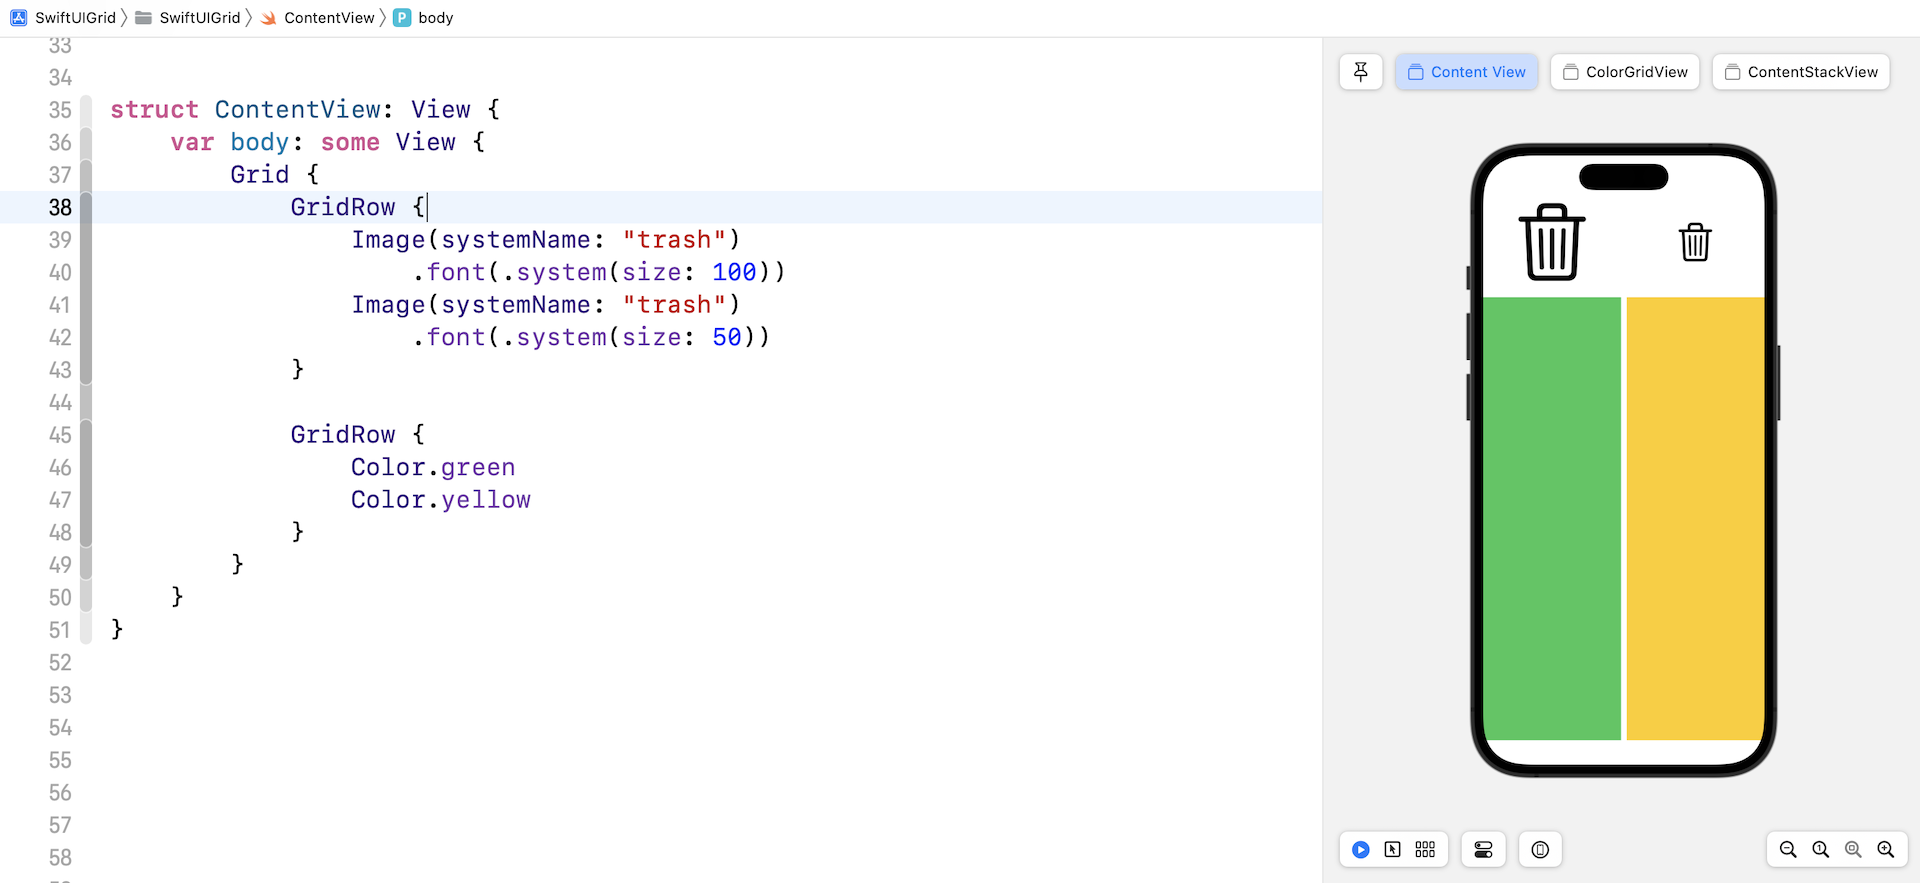 SwiftUIGrid SwiftUIGrid ContentView P body
33
34
35 struct ContentView: View {
36 var body: some View {
37 Grid {
38 GridRow {
39 Image(systemName: "trash")
40 .font(.system(size: 100))
41 Image(systemName: "trash")
42 .font(.system(size: 50))
43 }
44
45 GridRow {
46 Color.green
47 Color.yellow
48 }
49 }
50 }
51 }
52
53
54
55
56
57
58
Content View ColorGridView ContentStackView